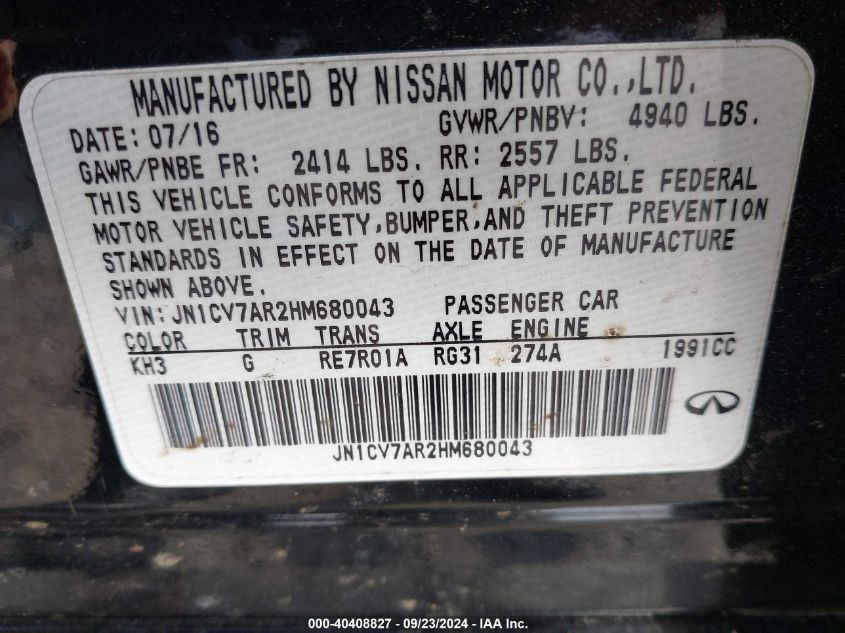 MANUFACTURED BY NISSAN MOTOR CO.,LTD.
DATE: 07/16 GVWR/PNBV: 4940 LBS.
GAWR/PNBE FR: 2414 LBS. RR: 2557 LBS.
THIS VEHICLE CONFORMS TO ALL APPLICABLE FEDERAL
MOTOR VEHICLE SAFETY,BUMPER,AND THEFT PREVENTION
STANDARDS IN EFFECT ON THE DATE OF MANUFACTURE
SHOWN ABOVE.
VIN:JN1CV7AR2HM680043 PASSENGER CAR
COLOR TRIM TRANS AXLE ENGINE
KH3 G RE7R01A RG31 274A 1991CC
JN1CV7AR2HM680043
000-40408827 - 09/23/2024 - IAA Inc.